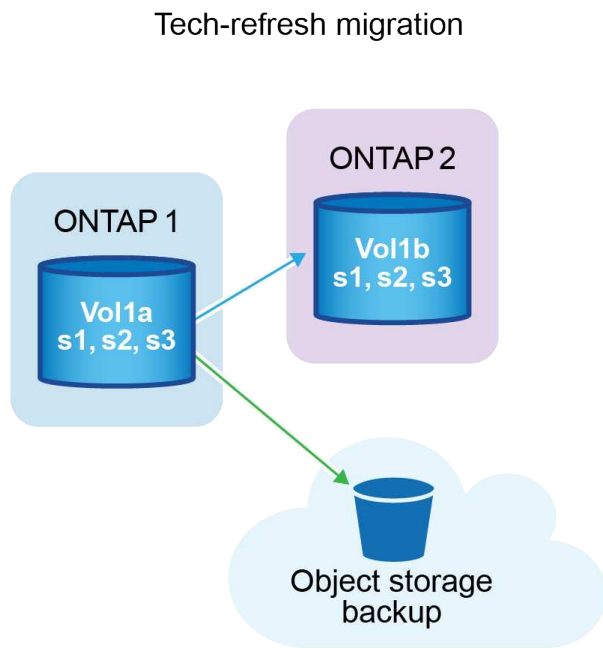 Tech-refresh migration
ONTAP 1
Vol1a
s1, s2, s3
ONTAP 2
Vol1b
s1, s2, s3
Object storage
backup